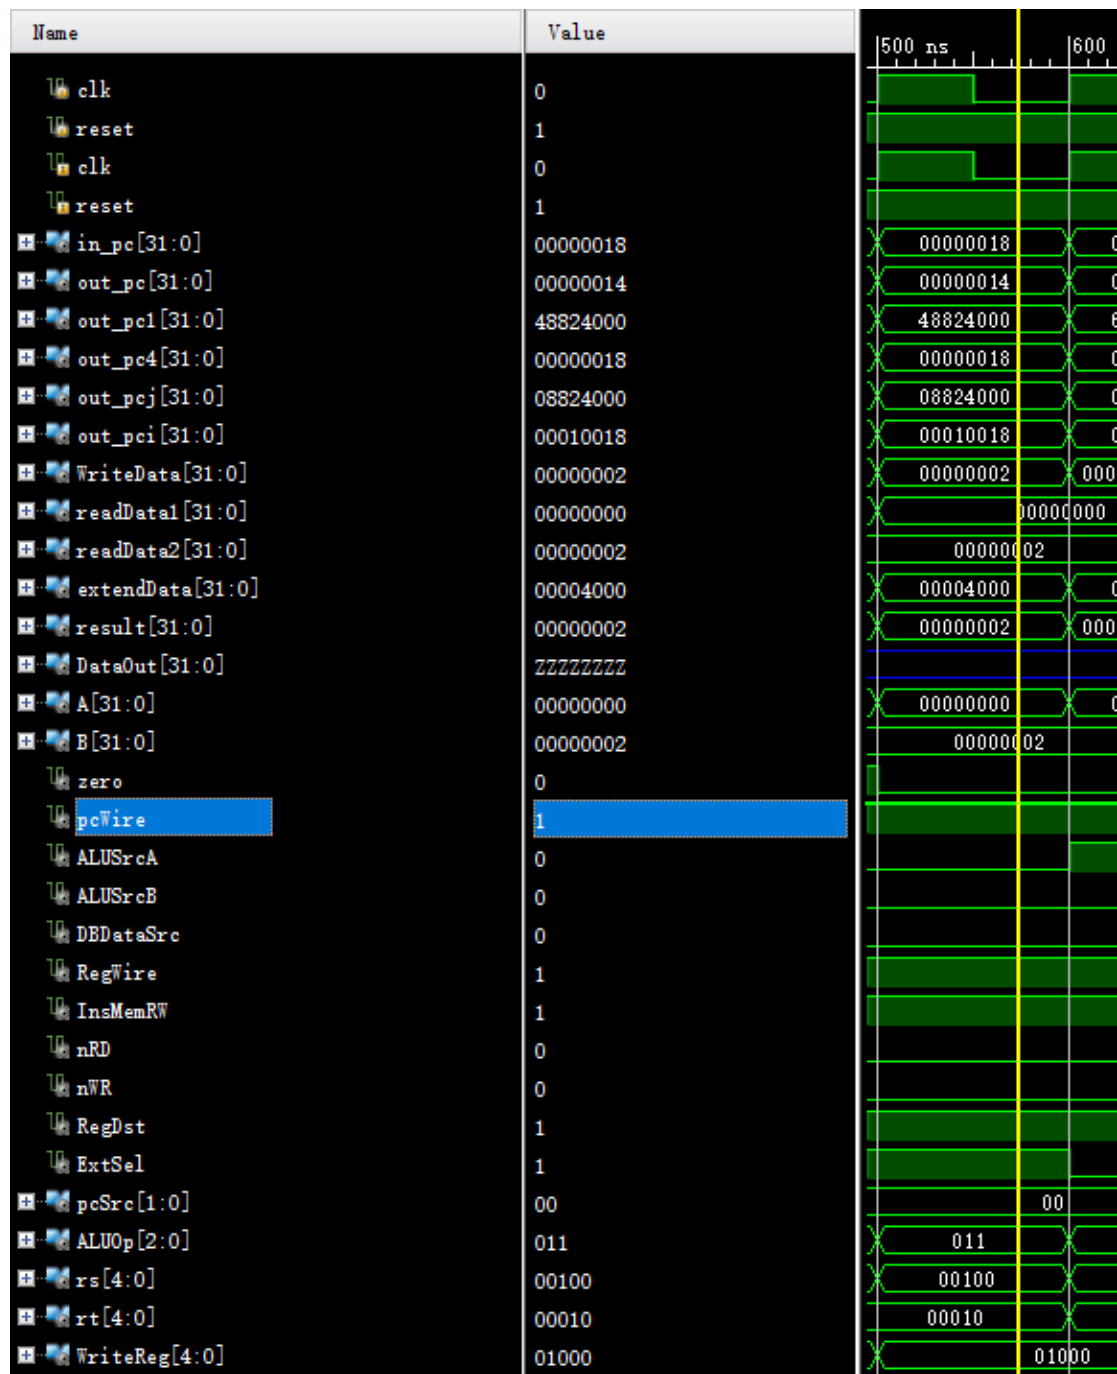 Name Value 500 ns 600
clk 0
reset 1
clk 0
reset 1
in_pc[31:0] 00000018 00000018
out_pc[31:0] 00000014 00000014
out_pc1[31:0] 48824000 48824000
out_pc4[31:0] 00000018 00000018
out_pcj[31:0] 08824000 08824000
out_pci[31:0] 00010018 00010018
WriteData[31:0] 00000002 00000002 000
readData1[31:0] 00000000 00000000
readData2[31:0] 00000002 00000002
extendData[31:0] 00004000 00004000
result[31:0] 00000002 00000002 000
DataOut[31:0] ZZZZZZZZ
A[31:0] 00000000 00000000
B[31:0] 00000002 00000002
zero 0
pcWire 1
ALUSrcA 0
ALUSrcB 0
DBDataSrc 0
RegWire 1
InsMemRW 1
nRD 0
nWR 0
RegDst 1
ExtSel 1
pcSrc[1:0] 00 00
ALUOp[2:0] 011 011
rs[4:0] 00100 00100
rt[4:0] 00010 00010
WriteReg[4:0] 01000 01000